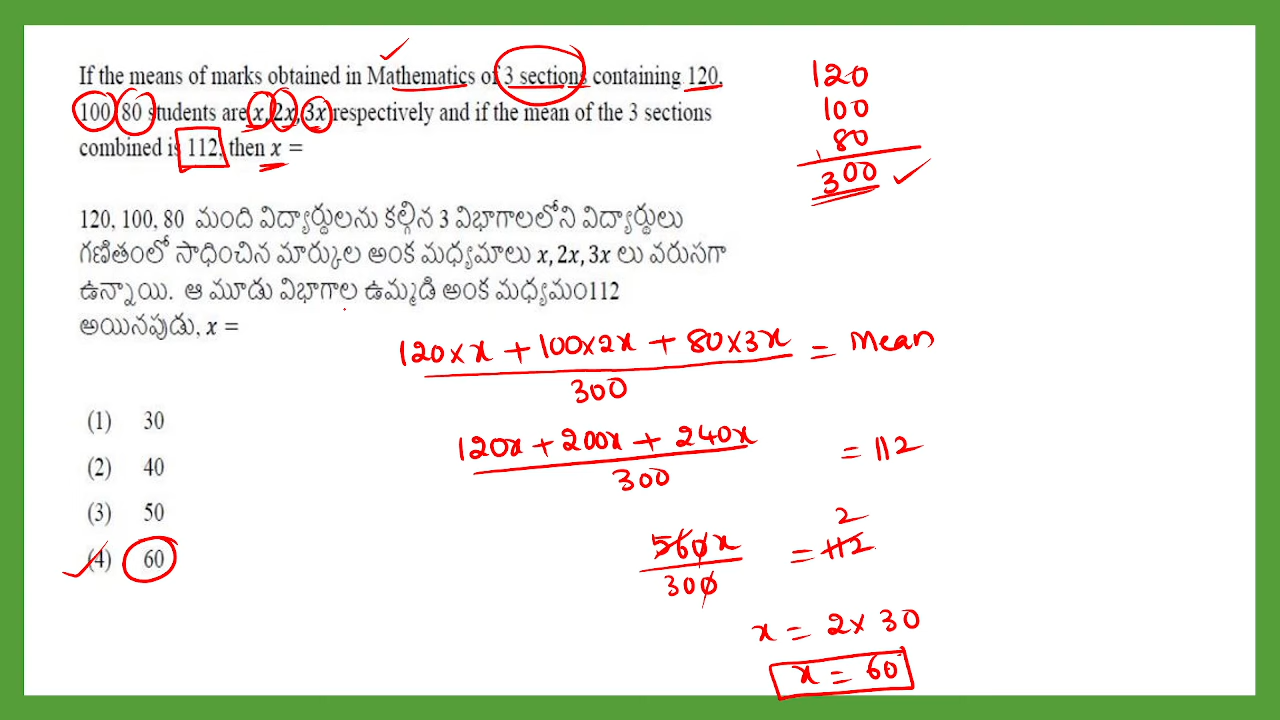 If the means of marks obtained in Mathematics of 3 sections containing 120,
100, 80 students are x, 2x, 3x respectively and if the mean of the 3 sections
combined is 112, then x =
120
100
80
300
120, 100, 80 మంది విద్యార్థులను కల్గిన 3 విభాగాలలోని విద్యార్థులు
గణితంలో సాధించిన మార్కుల అంక మధ్యమాలు x, 2x, 3x లు వరుసగా
ఉన్నాయి. ఆ మూడు విభాగాల ఉమ్మడి అంక మధ్యమం112
అయినపుడు, x =
120×x + 100×2x + 80×3x = Mean
300
120x + 200x + 240x = 112
300
(1) 30
(2) 40
(3) 50
(4) 60
2
560x = 112
300
x = 2× 30
x = 60